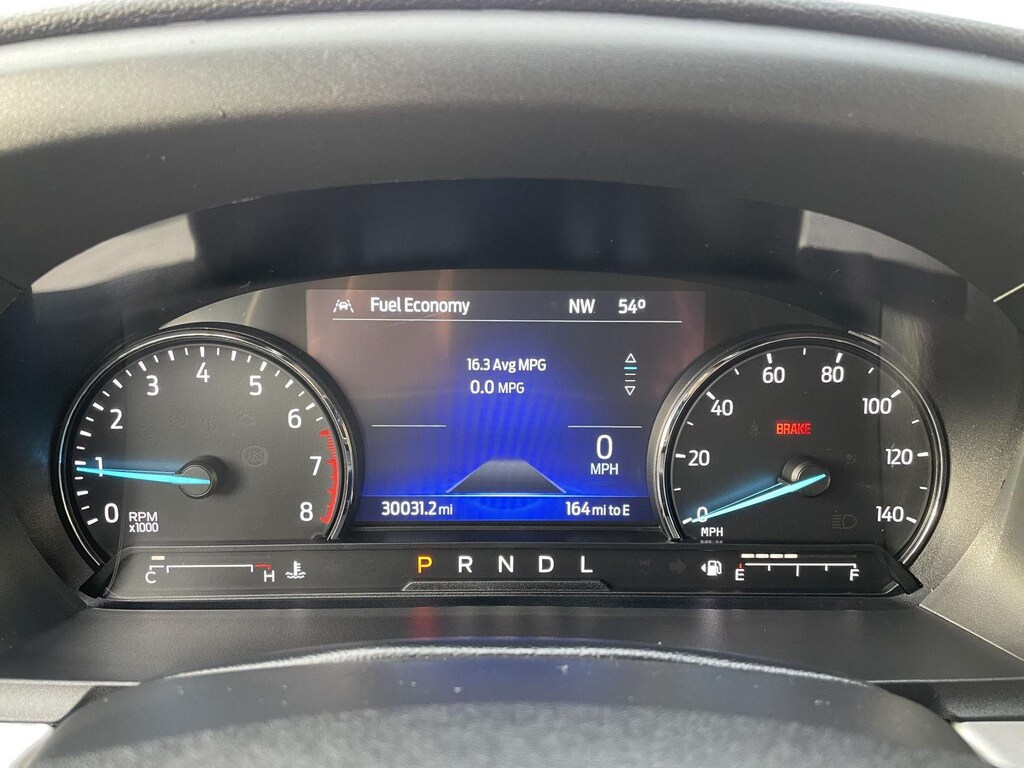 Fuel Economy NW 54º
16.3 Avg MPG
0.0 MPG
0
MPH
30031.2 mi 164 mi to E
0 1 2 3 4 5 6 7 8
RPM
x1000
0 20 40 60 80 100 120 140
BRAKE
MPH
C H
P R N D L
E F